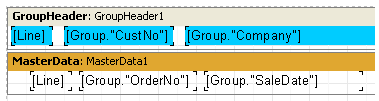 GroupHeader: GroupHeader1
[Line] [Group."CustNo"] [Group."Company"]
MasterData: MasterData1
[Line] [Group."OrderNo"] [Group."SaleDate"]